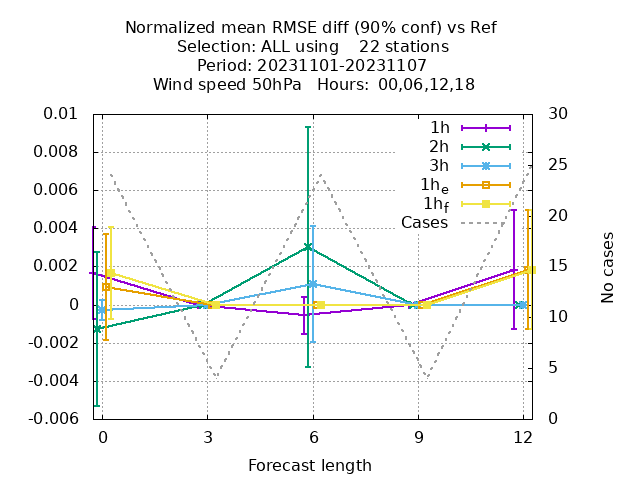 Normalized mean RMSE diff (90% conf) vs Ref
Selection: ALL using    22 stations
Period: 20231101-20231107
Wind speed 50hPa   Hours:  00,06,12,18
0.01
0.008
0.006
0.004
0.002
0
-0.002
-0.004
-0.006
30
25
20
15
10
5
0
1h
2h
3h
1he
1hf
Cases
No cases
0 3 6 9 12
Forecast length